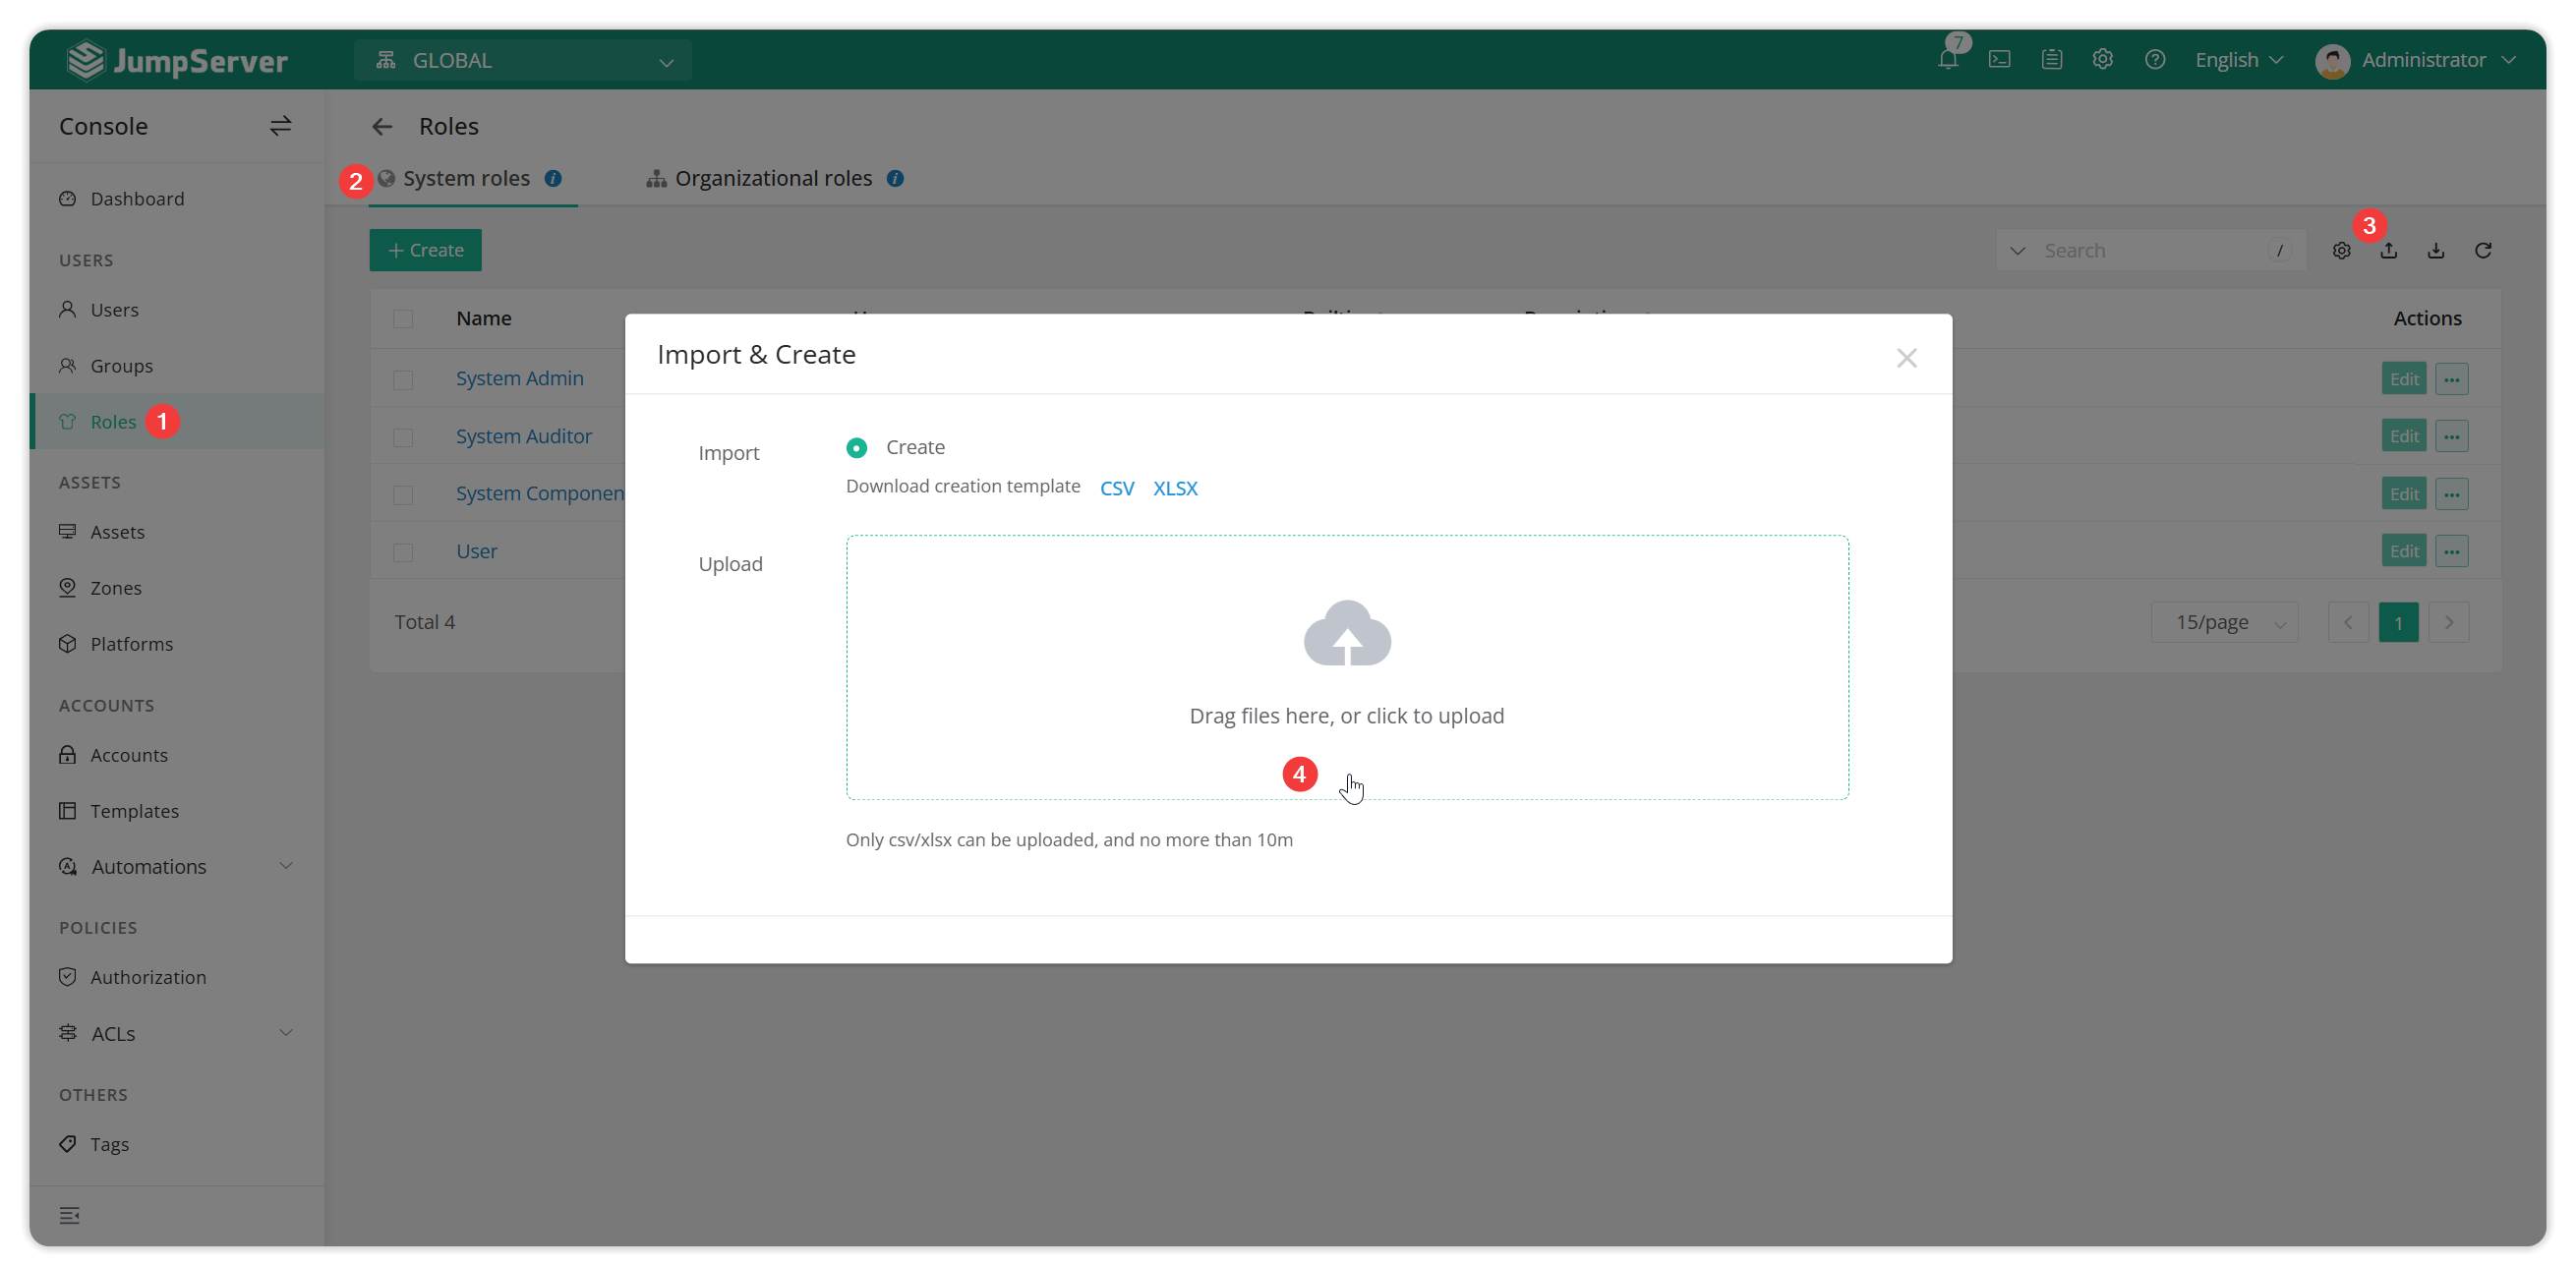 JumpServer
GLOBAL
7
English
Administrator
Console
Roles
2
System roles
Organizational roles
Dashboard
3
Create
Search
/
USERS
Users
Groups
Roles
1
Name
Actions
System Admin
Edit
System Auditor
Edit
System Componen
Edit
User
Edit
Total 4
15/page
1
Import & Create
Import
Create
Download creation template CSV XLSX
Upload
Drag files here, or click to upload
4
Only csv/xlsx can be uploaded, and no more than 10m
ASSETS
Assets
Zones
Platforms
ACCOUNTS
Accounts
Templates
Automations
POLICIES
Authorization
ACLs
OTHERS
Tags